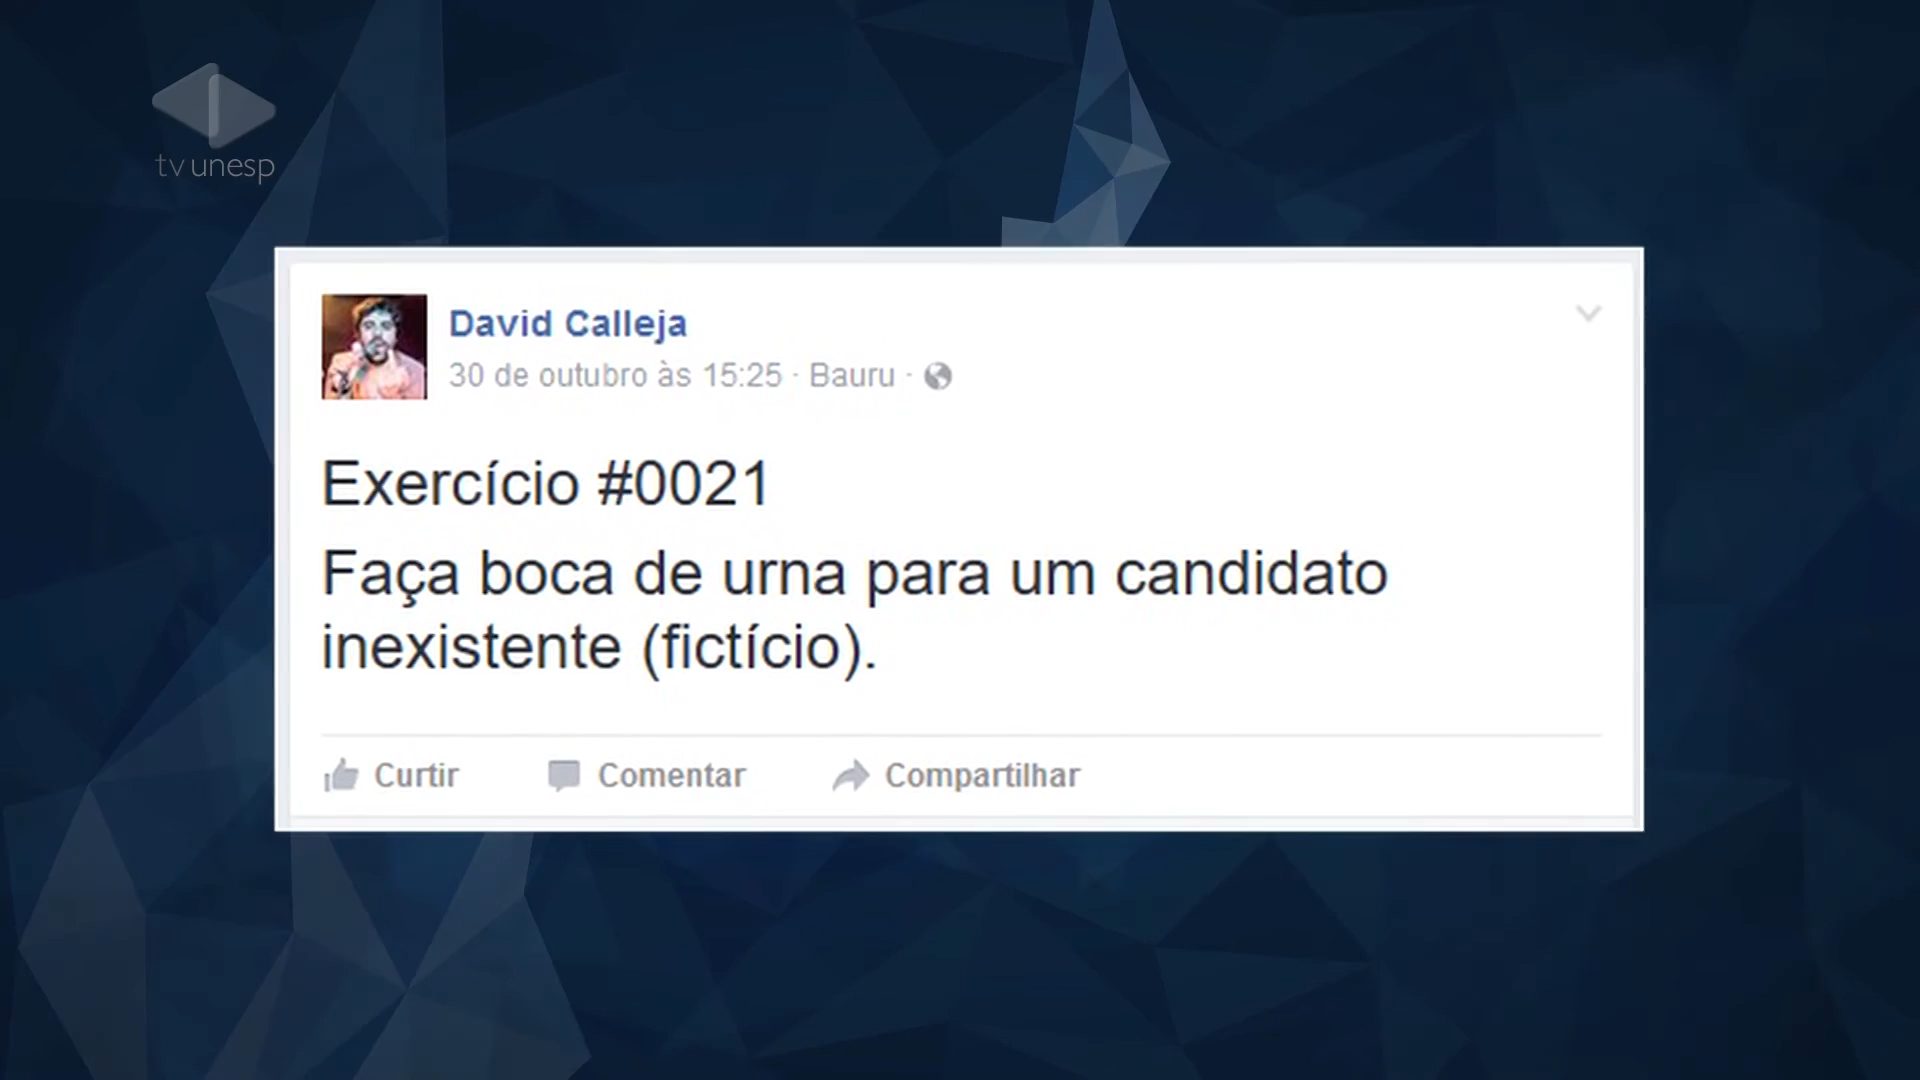 tv unesp
David Calleja
30 de outubro às 15:25 · Bauru ·
Exercício #0021
Faça boca de urna para um candidato
inexistente (fictício).
Curtir Comentar Compartilhar